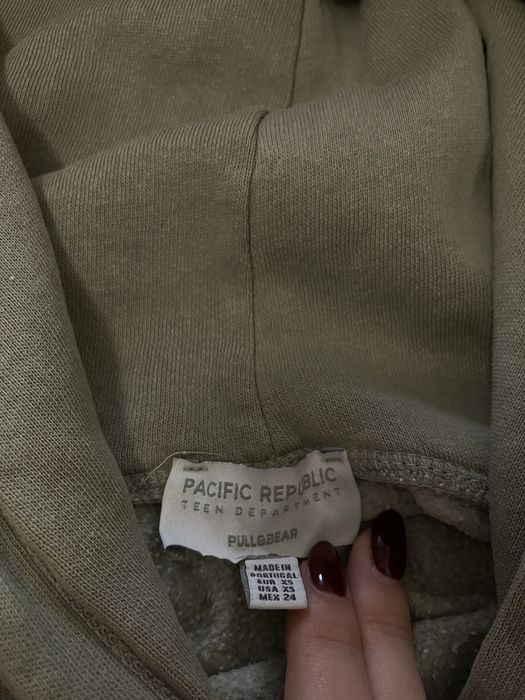 PACIFIC REPUBLIC
TEEN DEPARTMENT
PULL&BEAR
MADE IN
PORTUGAL
EUR XS
USA XS
MEX 24